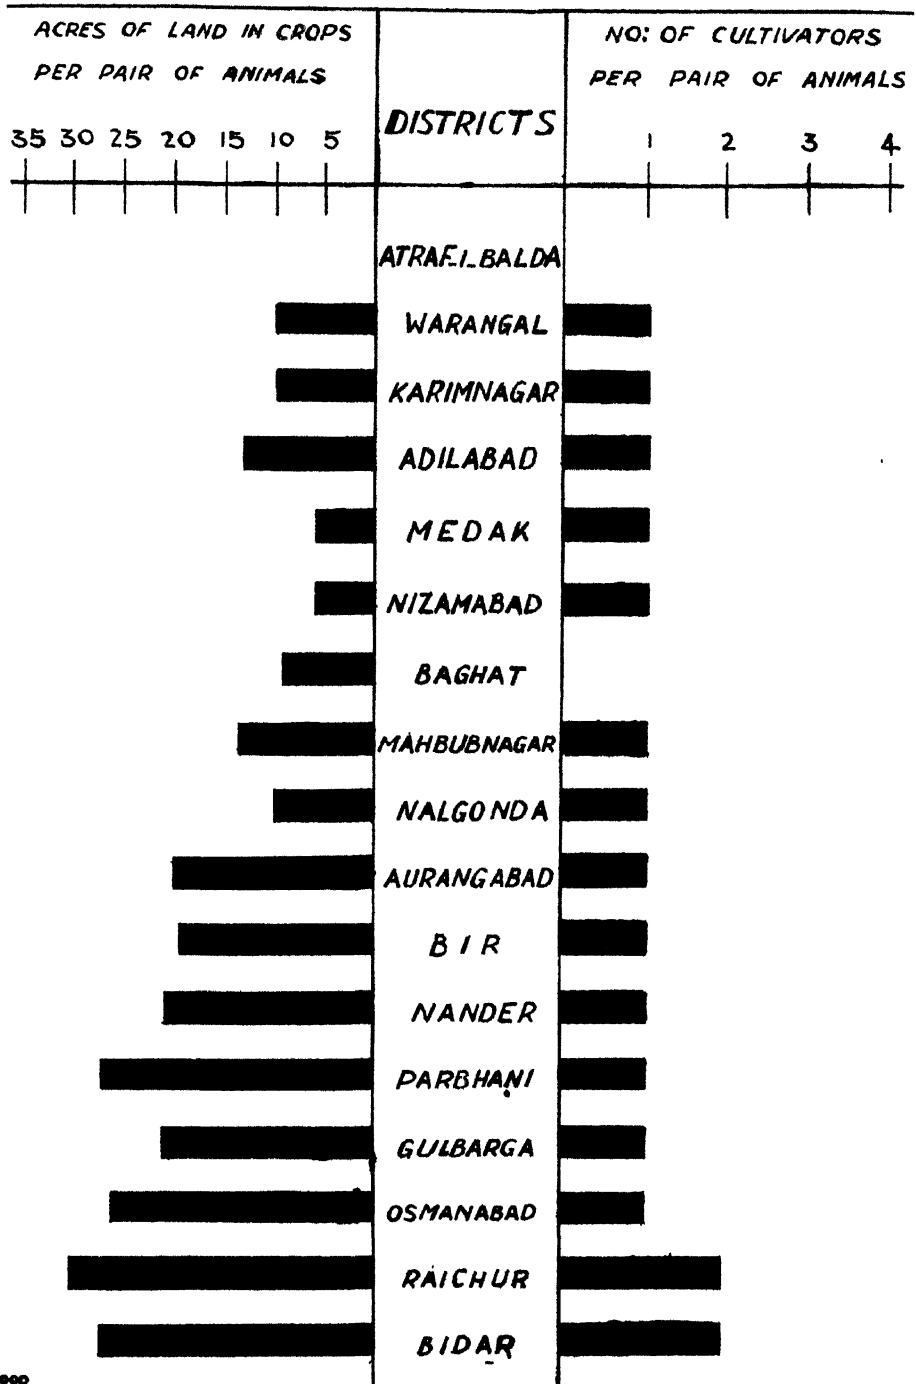 ACRES OF LAND IN CROPS
PER PAIR OF ANIMALS
35 30 25 20 15 10 5
DISTRICTS
NO: OF CULTIVATORS
PER PAIR OF ANIMALS
1 2 3 4
ATRAF.I.BALDA
WARANGAL
KARIMNAGAR
ADILABAD
MEDAK
NIZAMABAD
BAGHAT
MAHBUBNAGAR
NALGONDA
AURANGABAD
BIR
NANDER
PARBHANI
GULBARGA
OSMANABAD
RAICHUR
BIDAR